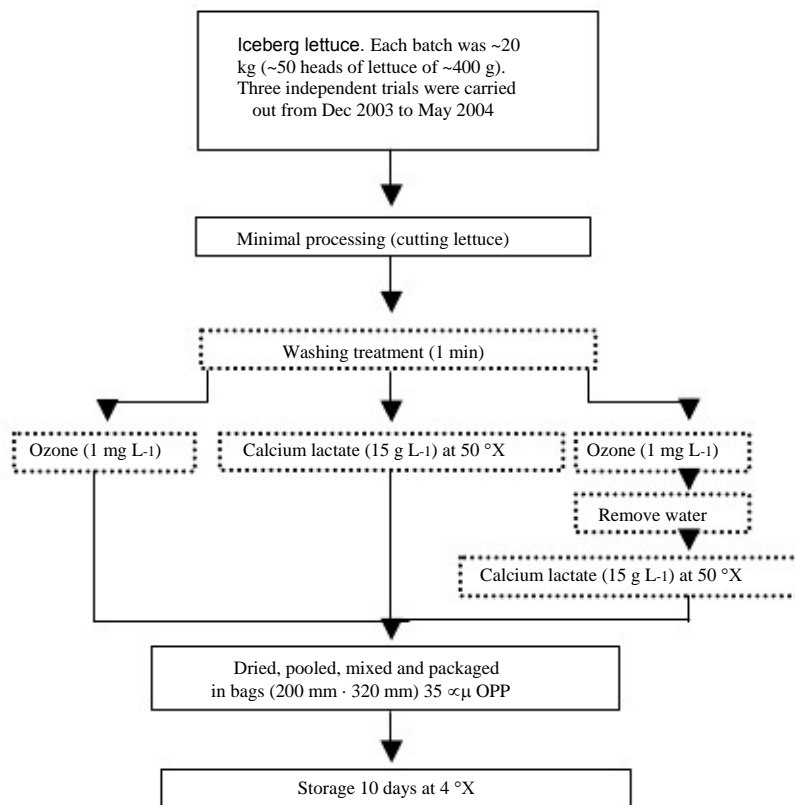 Iceberg lettuce. Each batch was ~20
kg (~50 heads of lettuce of ~400 g).
Three independent trials were carried
out from Dec 2003 to May 2004
Minimal processing (cutting lettuce)
Washing treatment (1 min)
Ozone (1 mg L-1)
Calcium lactate (15 g L-1) at 50 °X
Ozone (1 mg L-1)
Remove water
Calcium lactate (15 g L-1) at 50 °X
Dried, pooled, mixed and packaged
in bags (200 mm · 320 mm) 35 ∝μ OPP
Storage 10 days at 4 °X